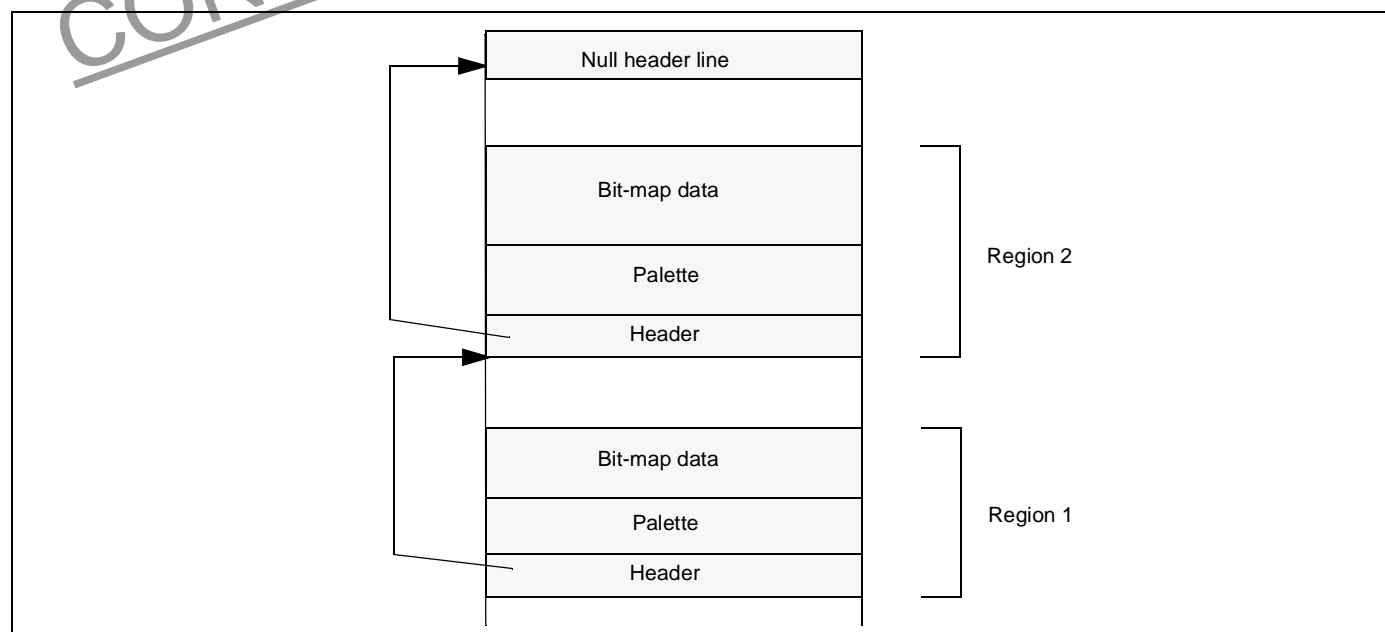 Null header line
Bit-map data
Palette
Header
Region 2
Bit-map data
Palette
Header
Region 1